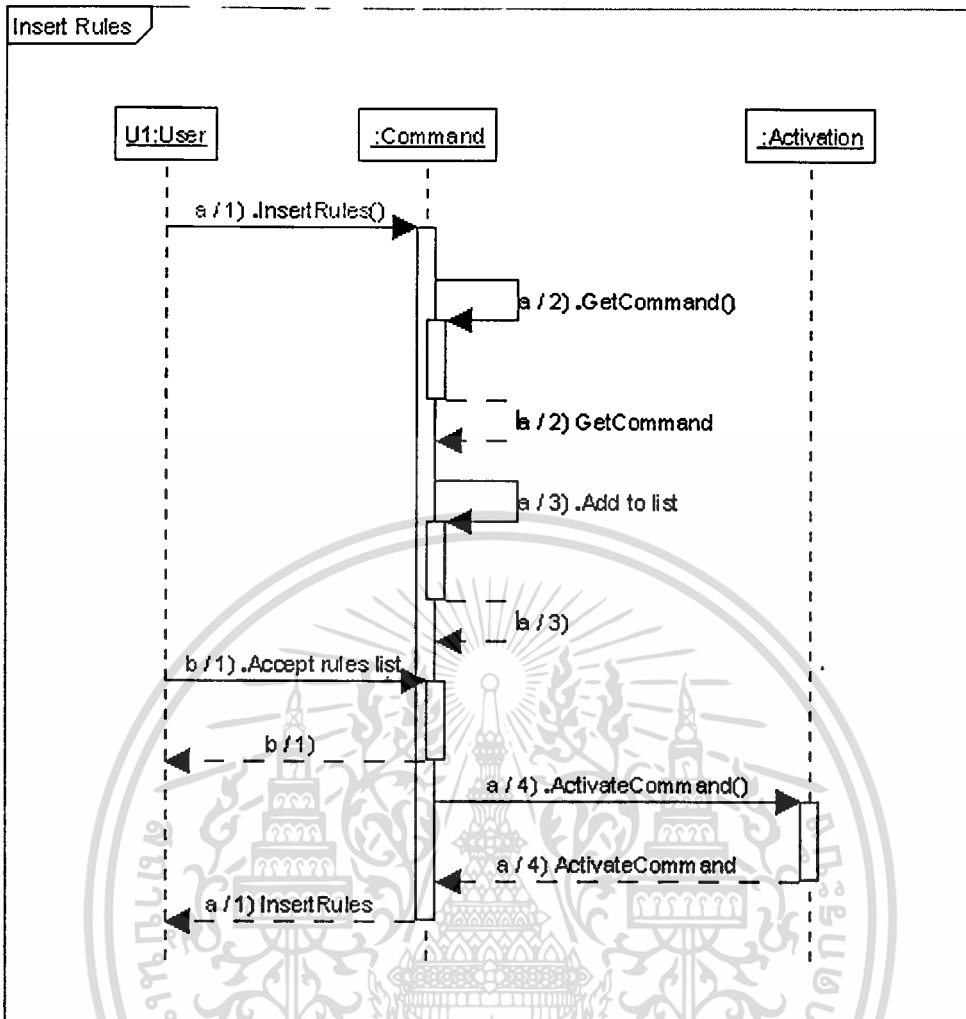 Insert Rules
U1:User
:Command
:Activation
a / 1) .InsertRules()
a / 2) .GetCommand()
a / 2) GetCommand
a / 3) .Add to list
a / 3)
b / 1) .Accept rules list
b / 1)
a / 4) .ActivateCommand()
a / 4) ActivateCommand
a / 1) InsertRules